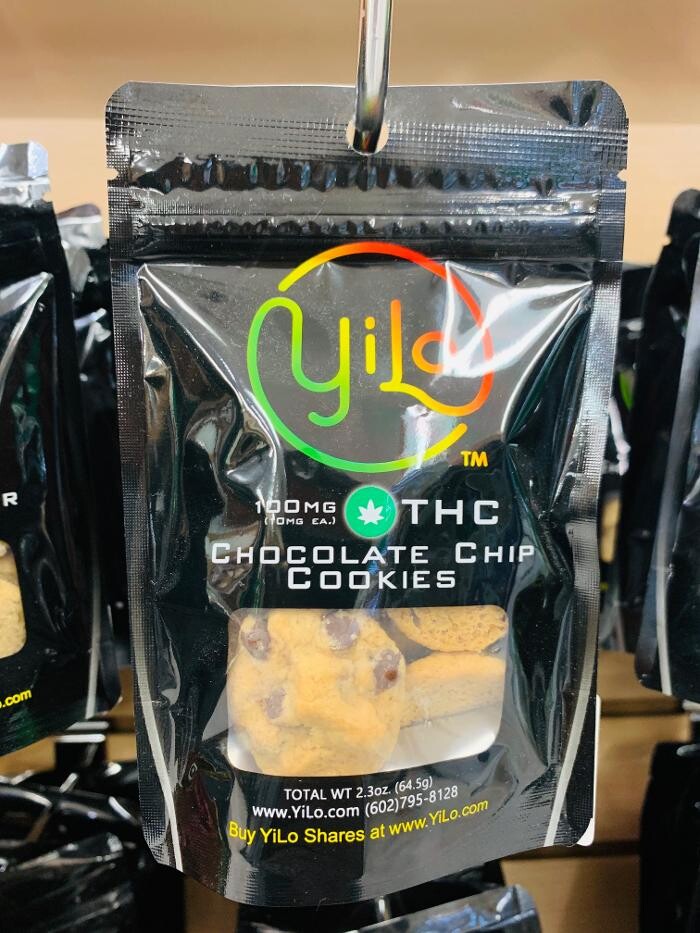 YiLo
TM
100MG THC
(10MG EA.)
CHOCOLATE CHIP
COOKIES
TOTAL WT 2.3oz. (64.5g)
www.YiLo.com (602)795-8128
Buy YiLo Shares at www.YiLo.com
R
o.com